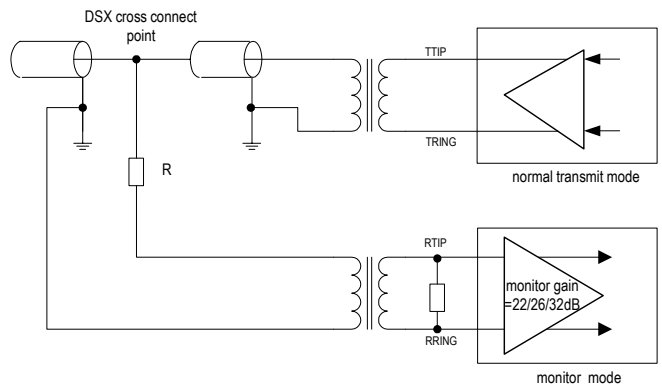 DSX cross connect
point
TTIP
TRING
normal transmit mode
R
RTIP
monitor gain
=22/26/32dB
RRING
monitor mode